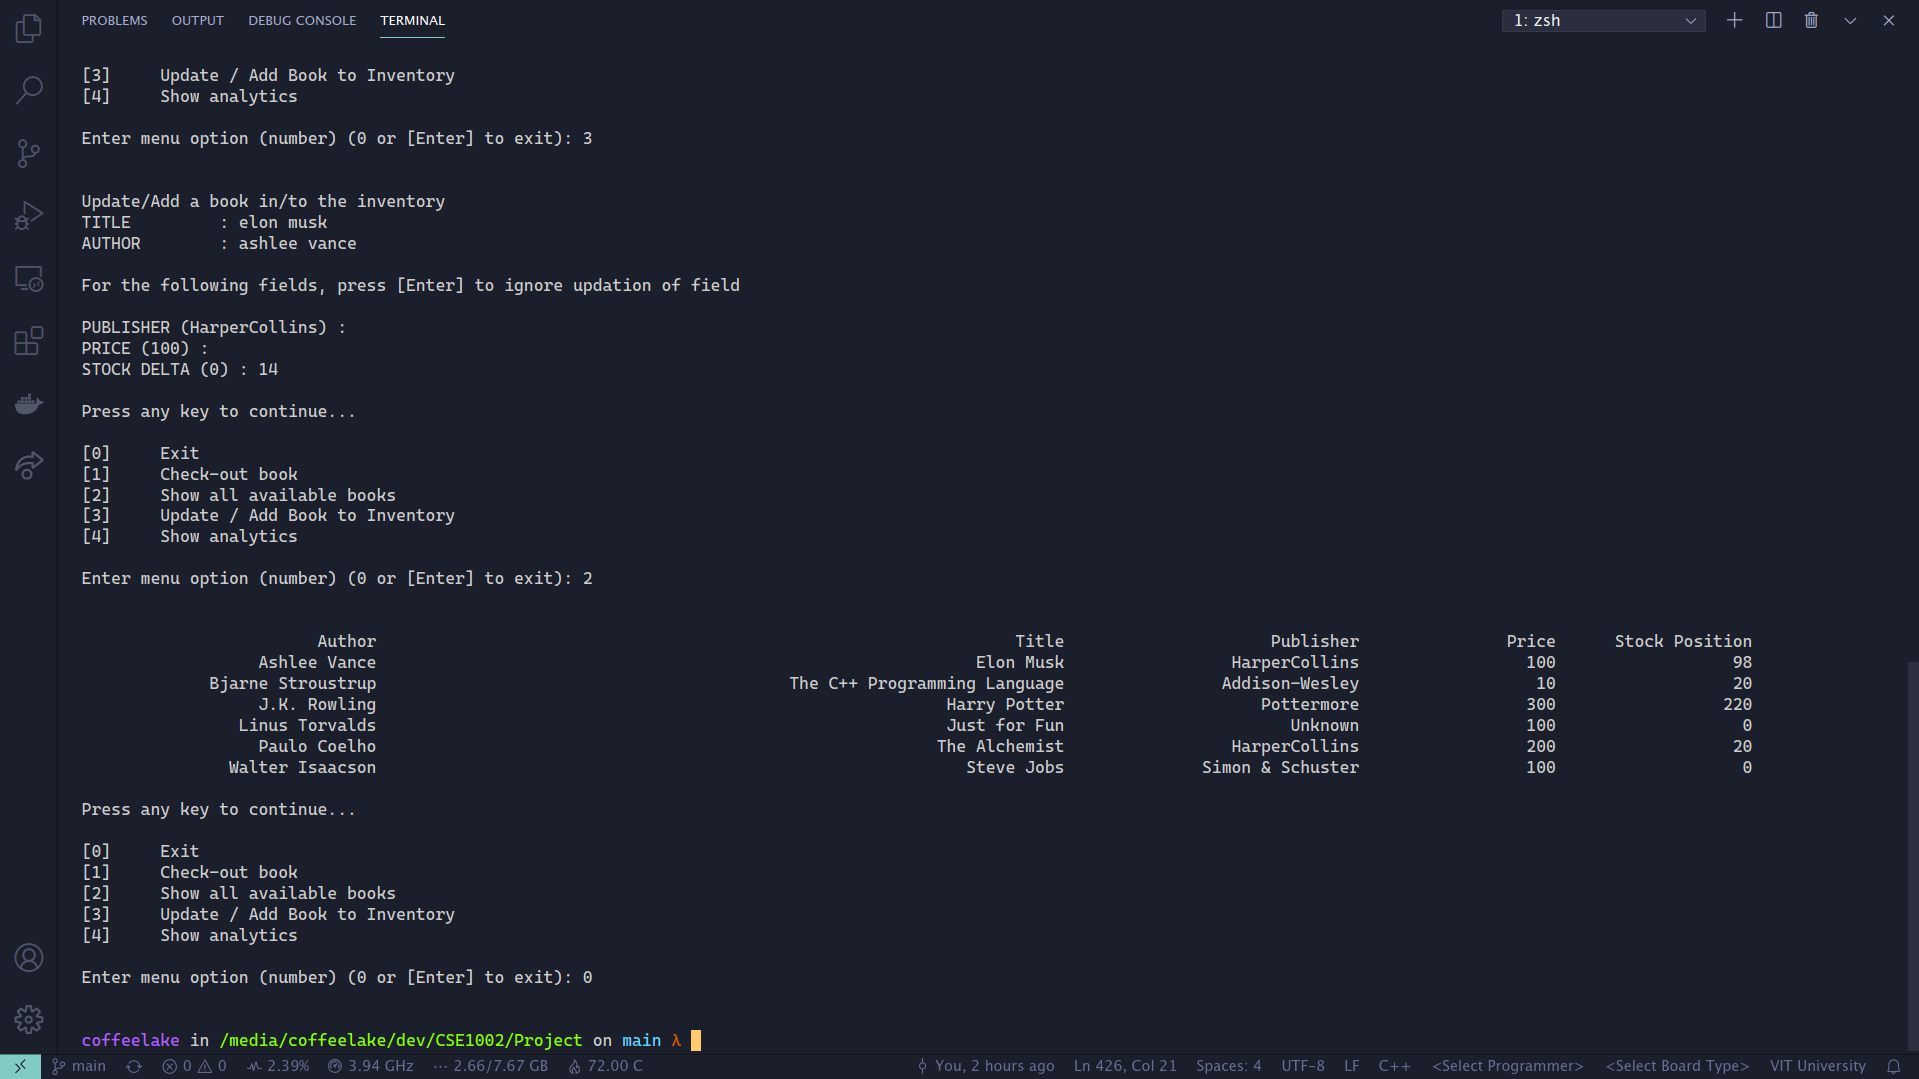 PROBLEMS OUTPUT DEBUG CONSOLE TERMINAL 1: zsh
[3] Update / Add Book to Inventory
[4] Show analytics
Enter menu option (number) (0 or [Enter] to exit): 3
Update/Add a book in/to the inventory
TITLE : elon musk
AUTHOR : ashlee vance
For the following fields, press [Enter] to ignore updation of field
PUBLISHER (HarperCollins) :
PRICE (100) :
STOCK DELTA (0) : 14
Press any key to continue...
[0] Exit
[1] Check-out book
[2] Show all available books
[3] Update / Add Book to Inventory
[4] Show analytics
Enter menu option (number) (0 or [Enter] to exit): 2
Author Title Publisher Price Stock Position
Ashlee Vance Elon Musk HarperCollins 100 98
Bjarne Stroustrup The C++ Programming Language Addison-Wesley 10 20
J.K. Rowling Harry Potter Pottermore 300 220
Linus Torvalds Just for Fun Unknown 100 0
Paulo Coelho The Alchemist HarperCollins 200 20
Walter Isaacson Steve Jobs Simon & Schuster 100 0
Press any key to continue...
[0] Exit
[1] Check-out book
[2] Show all available books
[3] Update / Add Book to Inventory
[4] Show analytics
Enter menu option (number) (0 or [Enter] to exit): 0
coffeelake in /media/coffeelake/dev/CSE1002/Project on main λ
main 0 0 2.39% 3.94 GHz 2.66/7.67 GB 72.00 C You, 2 hours ago Ln 426, Col 21 Spaces: 4 UTF-8 LF C++ <Select Programmer> <Select Board Type> VIT University